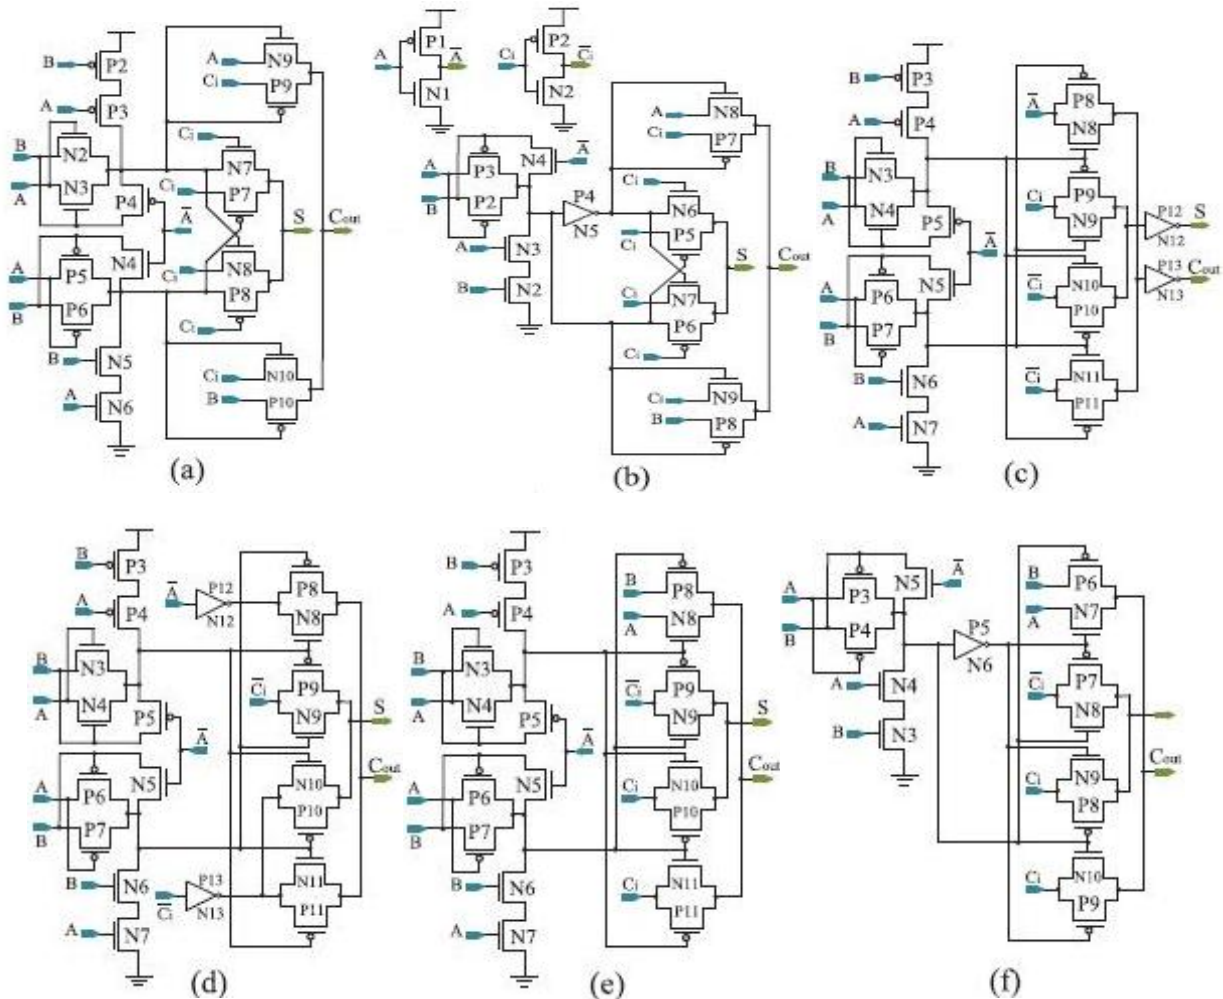 B P2
A P3
B N2
A N3
P4
A̅
A P5
B P6
N4
B N5
A N6
A N9
Ci P9
Ci
N7
Ci P7
S Cout
Ci N8
P8
Ci
Ci N10
B P10
(a)
A P1 A̅
N1
Ci P2 C̅i
N2
A P3
B P2
N4 A̅
A N3
B N2
P4
N5
A N8
Ci P7
Ci
N6
Ci P5
S Cout
Ci N7
P6
Ci
Ci N9
B P8
(b)
B P3
A P4
B N3
A N4
P5
A̅
A P6
B P7
N5
B N6
A N7
A̅ P8
N8
Ci P9
N9
C̅i N10
P10
C̅i N11
P11
P12 S
N12
P13 Cout
N13
(c)
B P3
A P4
B N3
A N4
P5
A̅
A P6
B P7
N5
B N6
A N7
A̅ P12
N12
C̅i P13
N13
P8
N8
C̅i P9
N9
N10
P10
N11
P11
S
Cout
(d)
B P3
A P4
B N3
A N4
P5
A̅
A P6
B P7
N5
B N6
A N7
B P8
A N8
C̅i P9
N9
Ci N10
P10
Ci N11
P11
S
Cout
(e)
A P3
B P4
N5 A̅
A N4
B N3
P5
N6
B P6
A N7
C̅i P7
N8
Ci N9
P8
Ci N10
P9
Cout
(f)